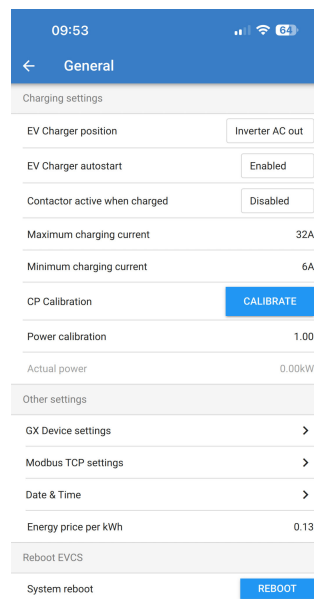 09:53
64
General
Charging settings
EV Charger position Inverter AC out
EV Charger autostart Enabled
Contactor active when charged Disabled
Maximum charging current 32A
Minimum charging current 6A
CP Calibration CALIBRATE
Power calibration 1.00
Actual power 0.00kW
Other settings
GX Device settings
Modbus TCP settings
Date & Time
Energy price per kWh 0.13
Reboot EVCS
System reboot REBOOT